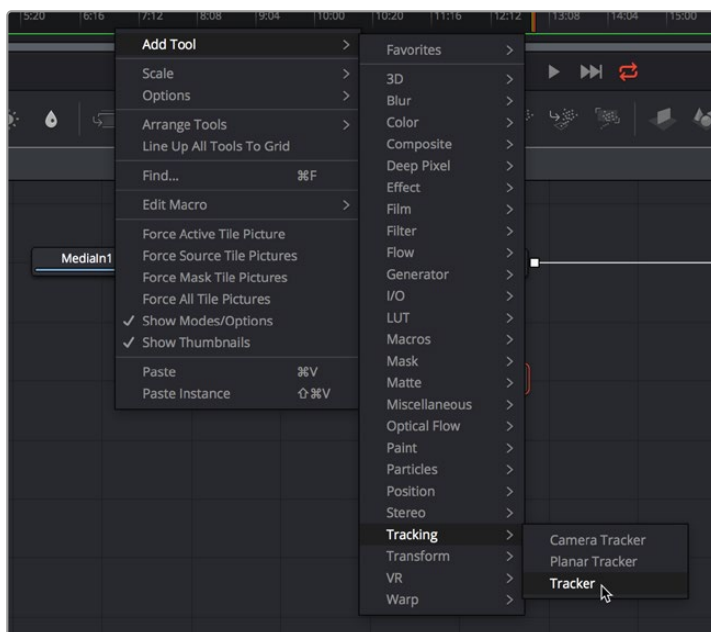 5:20 6:16 7:12 8:08 9:04 10:00 10:20 11:16 12:12 13:08 14:04 15:00
MediaIn1
Add Tool >
Scale >
Options >
Arrange Tools >
Line Up All Tools To Grid
Find... ⌘F
Edit Macro >
Force Active Tile Picture
Force Source Tile Pictures
Force Mask Tile Pictures
Force All Tile Pictures
✓ Show Modes/Options
✓ Show Thumbnails
Paste ⌘V
Paste Instance ⇧⌘V
Favorites >
3D >
Blur >
Color >
Composite >
Deep Pixel >
Effect >
Film >
Filter >
Flow >
Generator >
I/O >
LUT >
Macros >
Mask >
Matte >
Miscellaneous >
Optical Flow >
Paint >
Particles >
Position >
Stereo >
Tracking >
Transform >
VR >
Warp >
Camera Tracker
Planar Tracker
Tracker